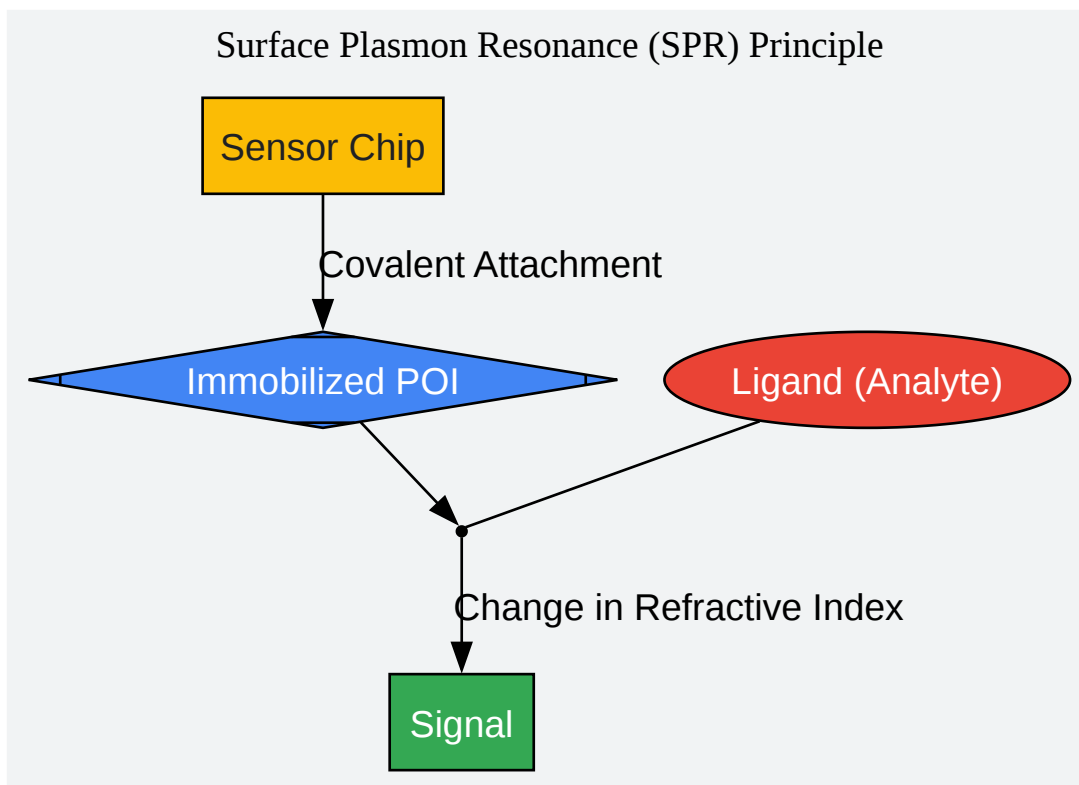 Surface Plasmon Resonance (SPR) Principle
Sensor Chip
Covalent Attachment
Immobilized POI
Ligand (Analyte)
Change in Refractive Index
Signal